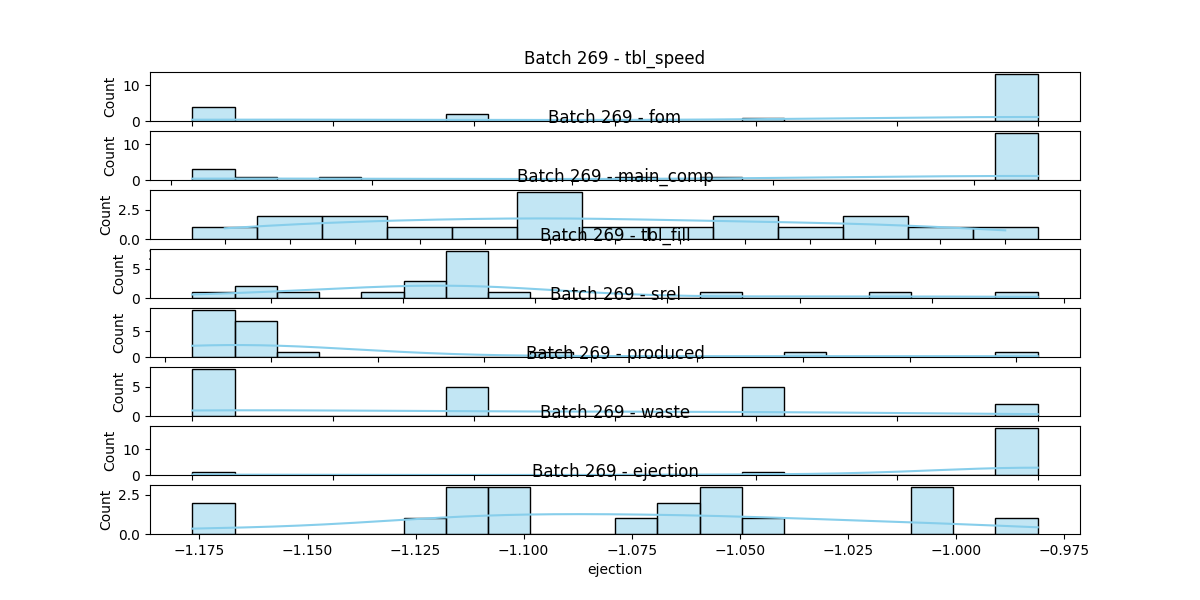 Batch 269 - tbl_speed
10
0
Count
Batch 269 - fom
10
0
Count
Batch 269 - main_comp
2.5
0.0
Count
Batch 269 - tbl_fill
5
0
Count
Batch 269 - srel
5
0
Count
Batch 269 - produced
5
0
Count
Batch 269 - waste
10
0
Count
Batch 269 - ejection
2.5
0.0
Count
−1.175 −1.150 −1.125 −1.100 −1.075 −1.050 −1.025 −1.000 −0.975
ejection